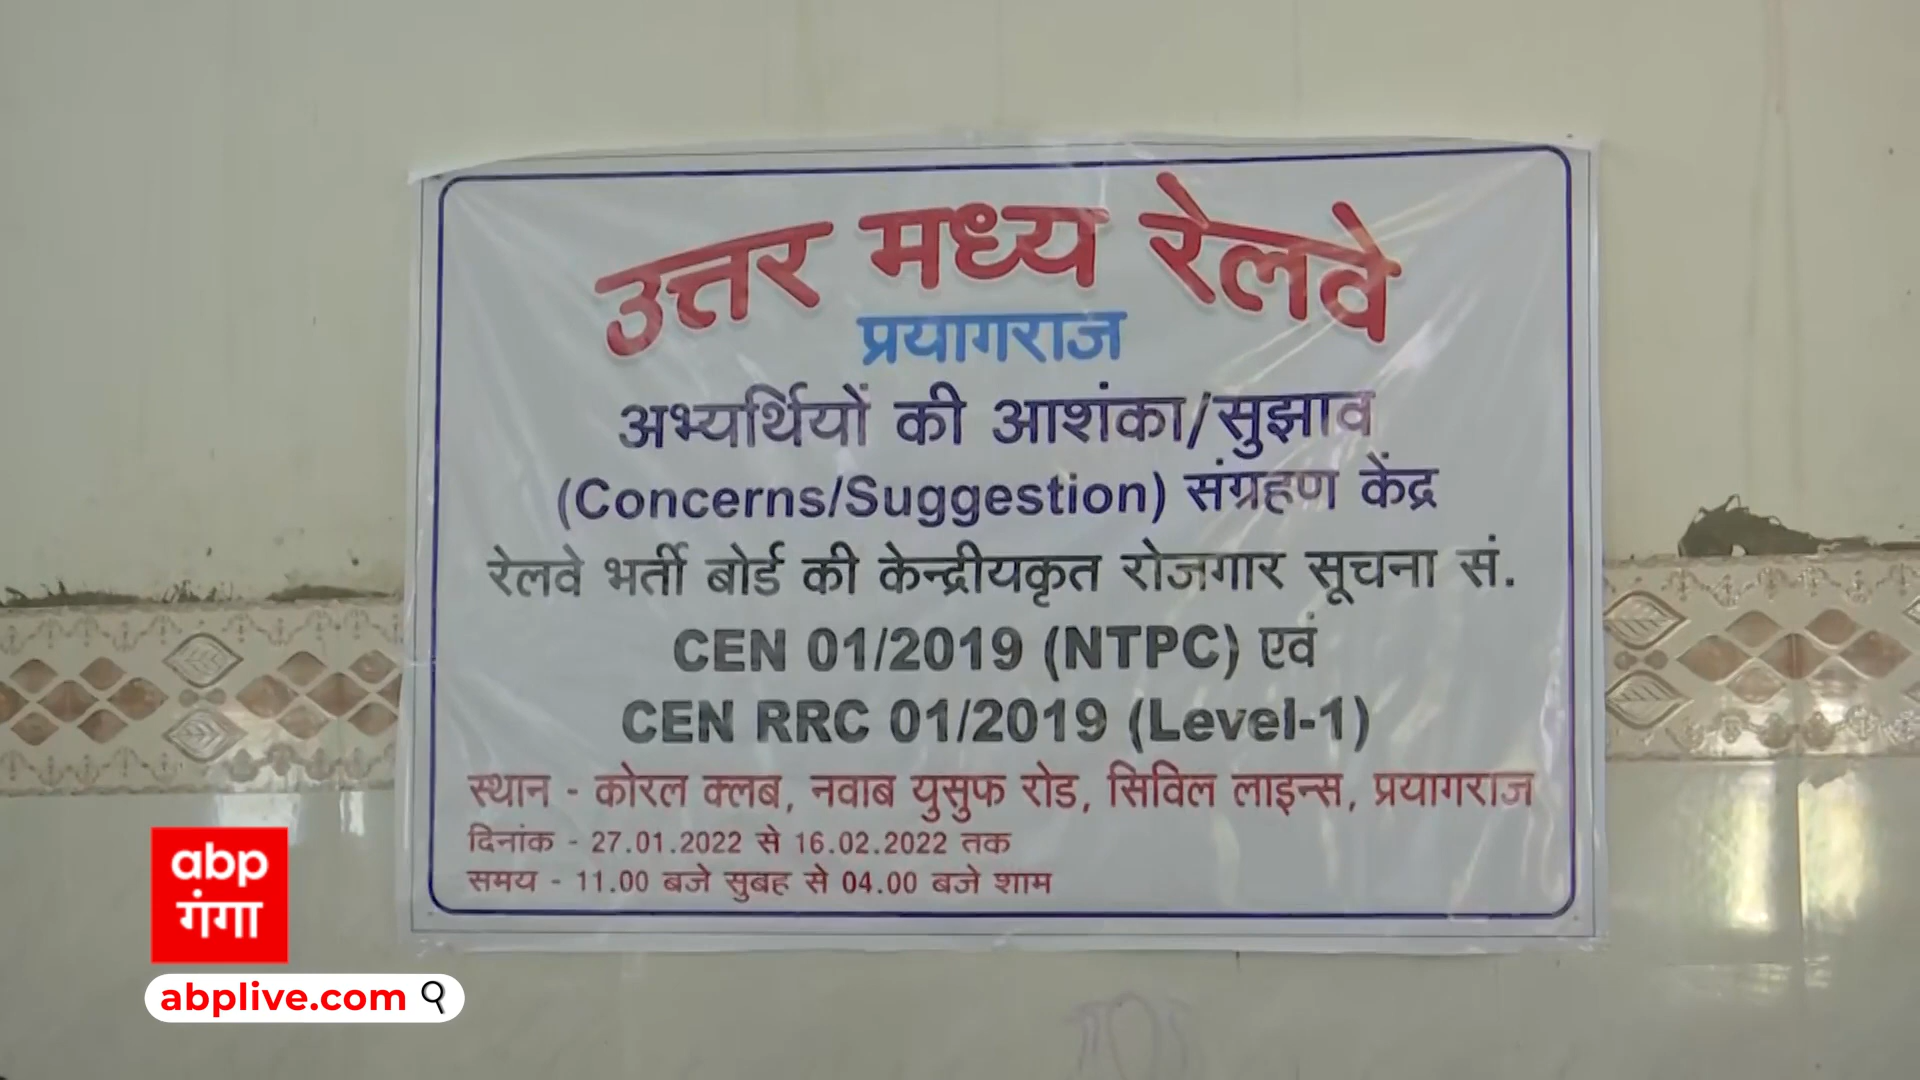 उत्तर मध्य रेलवे
प्रयागराज
अभ्यर्थियों की आशंका/सुझाव
(Concerns/Suggestion) संग्रहण केंद्र
रेलवे भर्ती बोर्ड की केन्द्रीयकृत रोजगार सूचना सं.
CEN 01/2019 (NTPC) एवं
CEN RRC 01/2019 (Level-1)
स्थान - कोरल क्लब, नवाब युसुफ रोड, सिविल लाइन्स, प्रयागराज
दिनांक - 27.01.2022 से 16.02.2022 तक
समय - 11.00 बजे सुबह से 04.00 बजे शाम
abp
गंगा
abplive.com